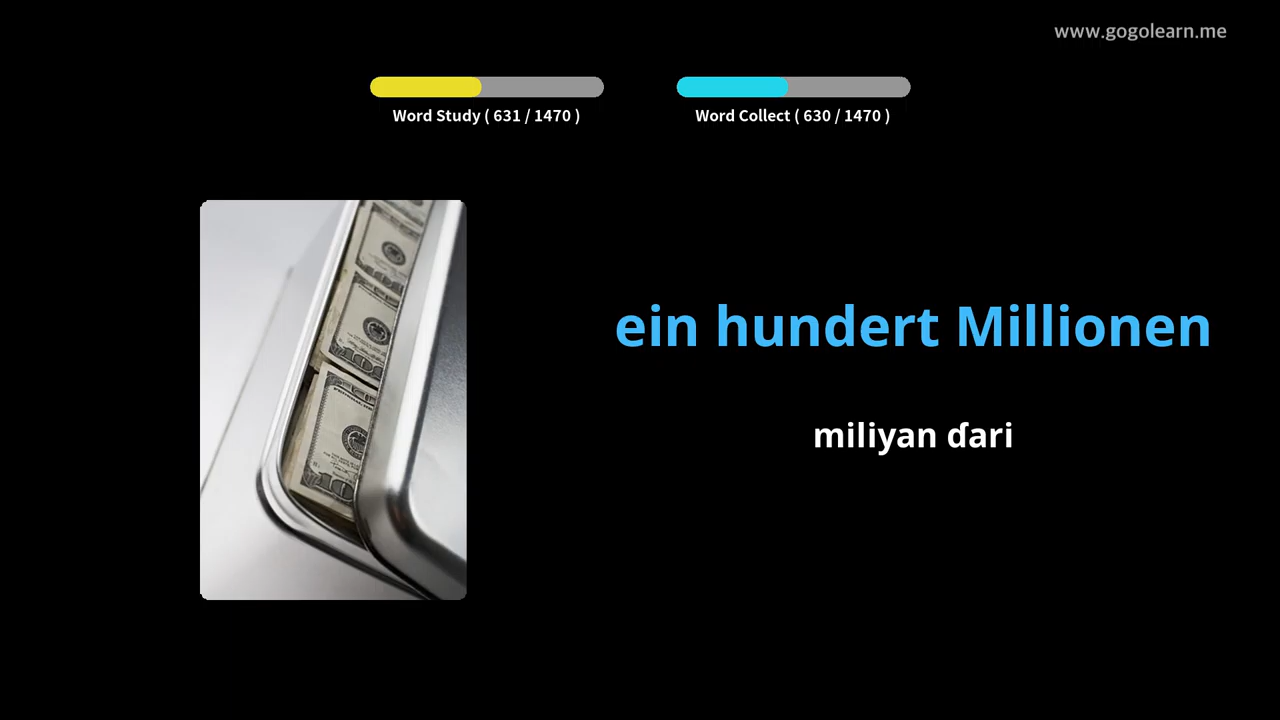 www.gogolearn.me
Word Study ( 631 / 1470 )
Word Collect ( 630 / 1470 )
ein hundert Millionen
miliyan ɗari